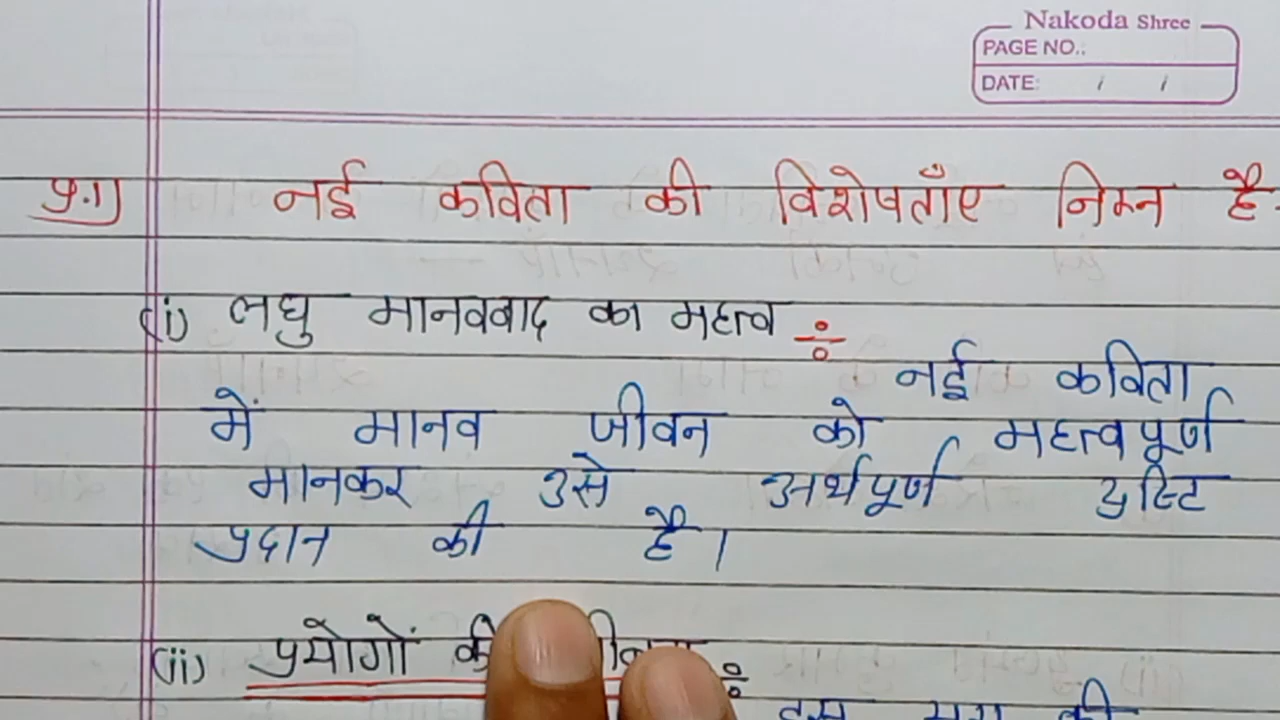 Nakoda Shree
PAGE NO.:
DATE: / /
प्र.1) नई कविता की विशेषताँए निम्न है
(i) लघु मानववाद का महत्व ÷
नई कविता
में मानव जीवन को महत्वपूर्ण
मानकर उसे अर्थपूर्ण
प्रदान की है।
(ii) प्रयोगों ÷